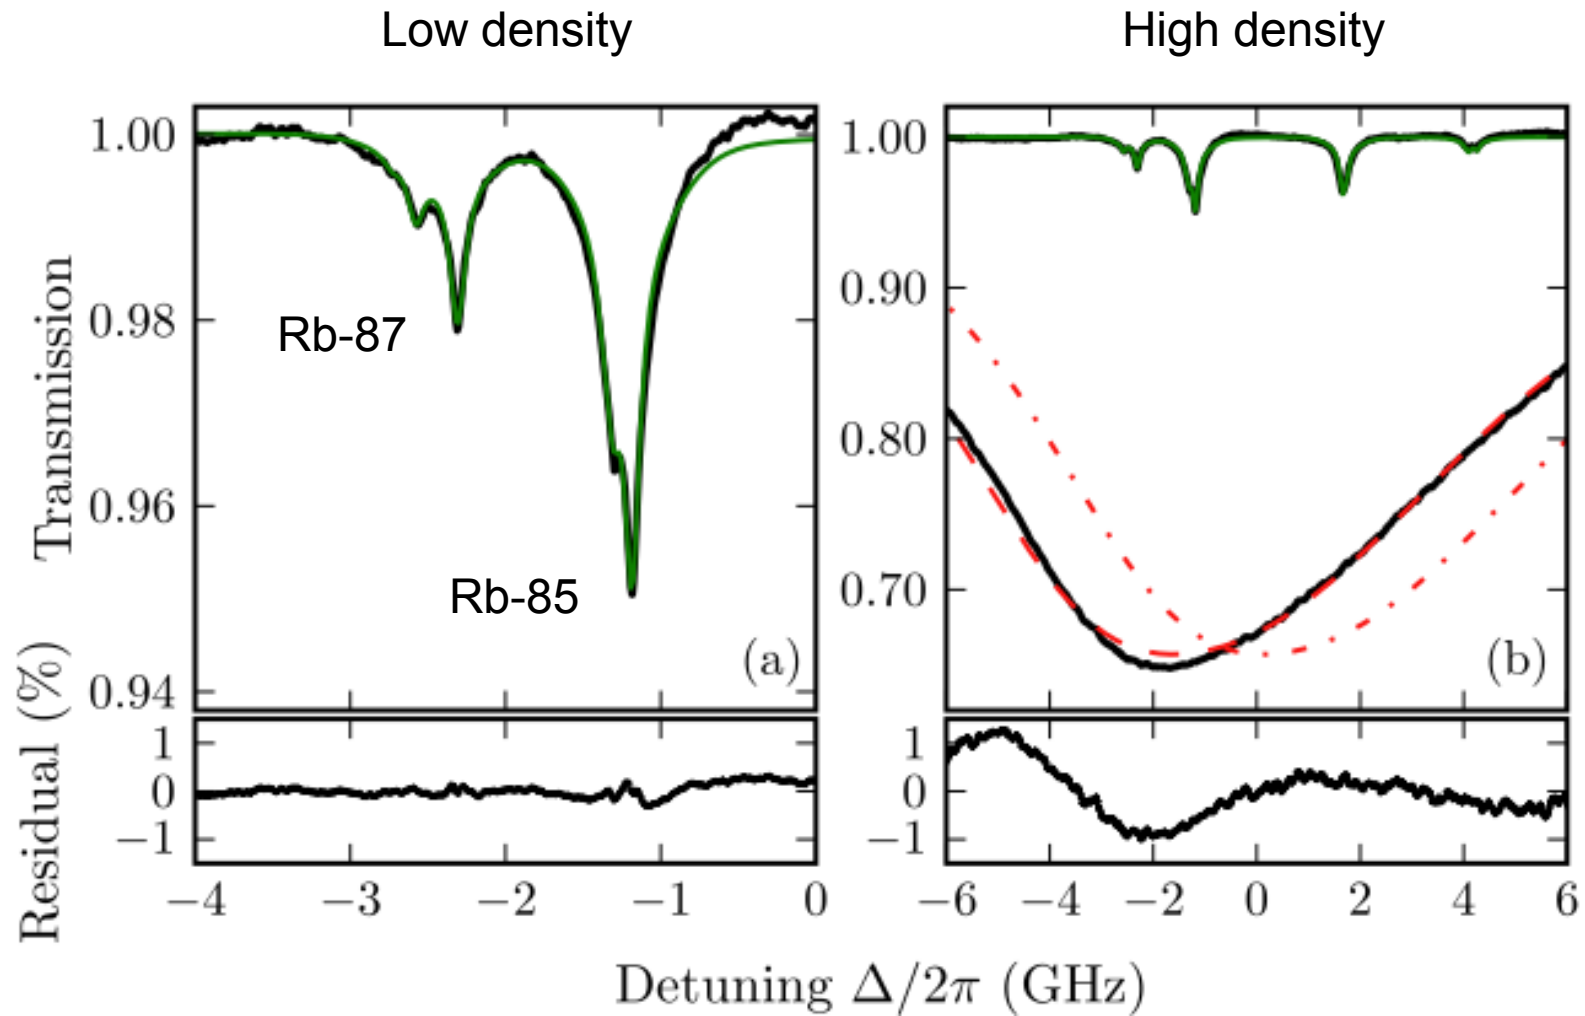 Low density
High density
Transmission
1.00
0.98
0.96
0.94
Rb-87
Rb-85
(a)
1.00
0.90
0.80
0.70
(b)
Residual (%)
1
0
−1
1
0
−1
−4
−3
−2
−1
0
−6
−4
−2
0
2
4
6
Detuning Δ/2π (GHz)